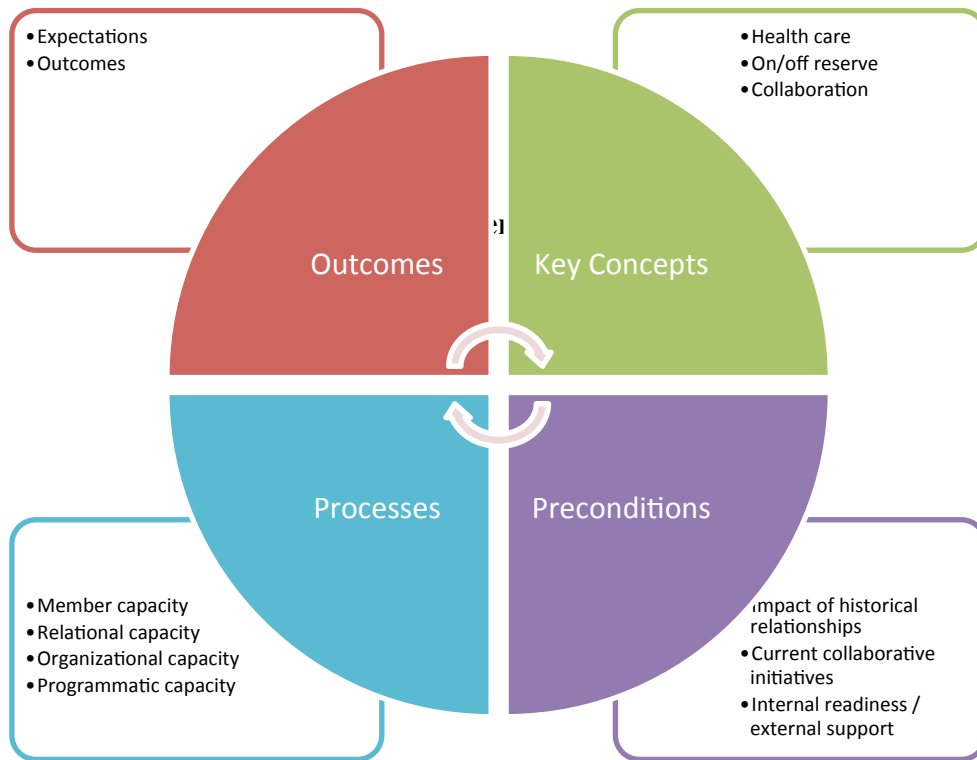 •Expectations
•Outcomes
•Health care
•On/off reserve
•Collaboration
Outcomes
Key Concepts
Processes
Preconditions
•Member capacity
•Relational capacity
•Organizational capacity
•Programmatic capacity
Impact of historical
relationships
•Current collaborative
initiatives
•Internal readiness /
external support